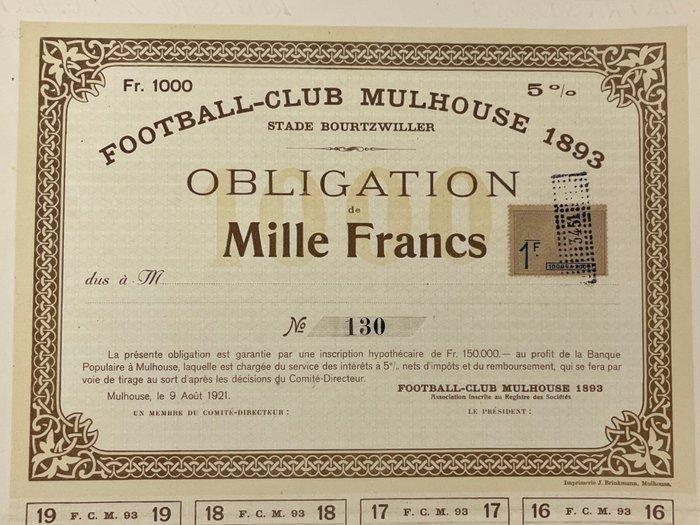 Fr. 1000
5 %
FOOTBALL-CLUB MULHOUSE 1893
STADE BOURTZWILLER
1000
OBLIGATION
de
Mille Francs
1F.
3451
dus à M
No 130
La présente obligation est garantie par une inscription hypothécaire de Fr. 150.000.— au profit de la Banque
Populaire à Mulhouse, laquelle est chargée du service des intérêts à 5% nets d'impôts et du remboursement, qui se fera
par voie de tirage au sort d'après les décisions du Comité-Directeur.
Mulhouse, le 9 Août 1921.
FOOTBALL-CLUB MULHOUSE 1893
Association inscrite au Registre des Sociétés
UN MEMBRE DU COMITÉ-DIRECTEUR :
LE PRÉSIDENT :
Imprimerie J. Brinkmann, Mulhouse.
19 F. C. M. 93 19
18 F. C. M. 93 18
17 F. C. M. 93 17
16 F. C. M. 93 16